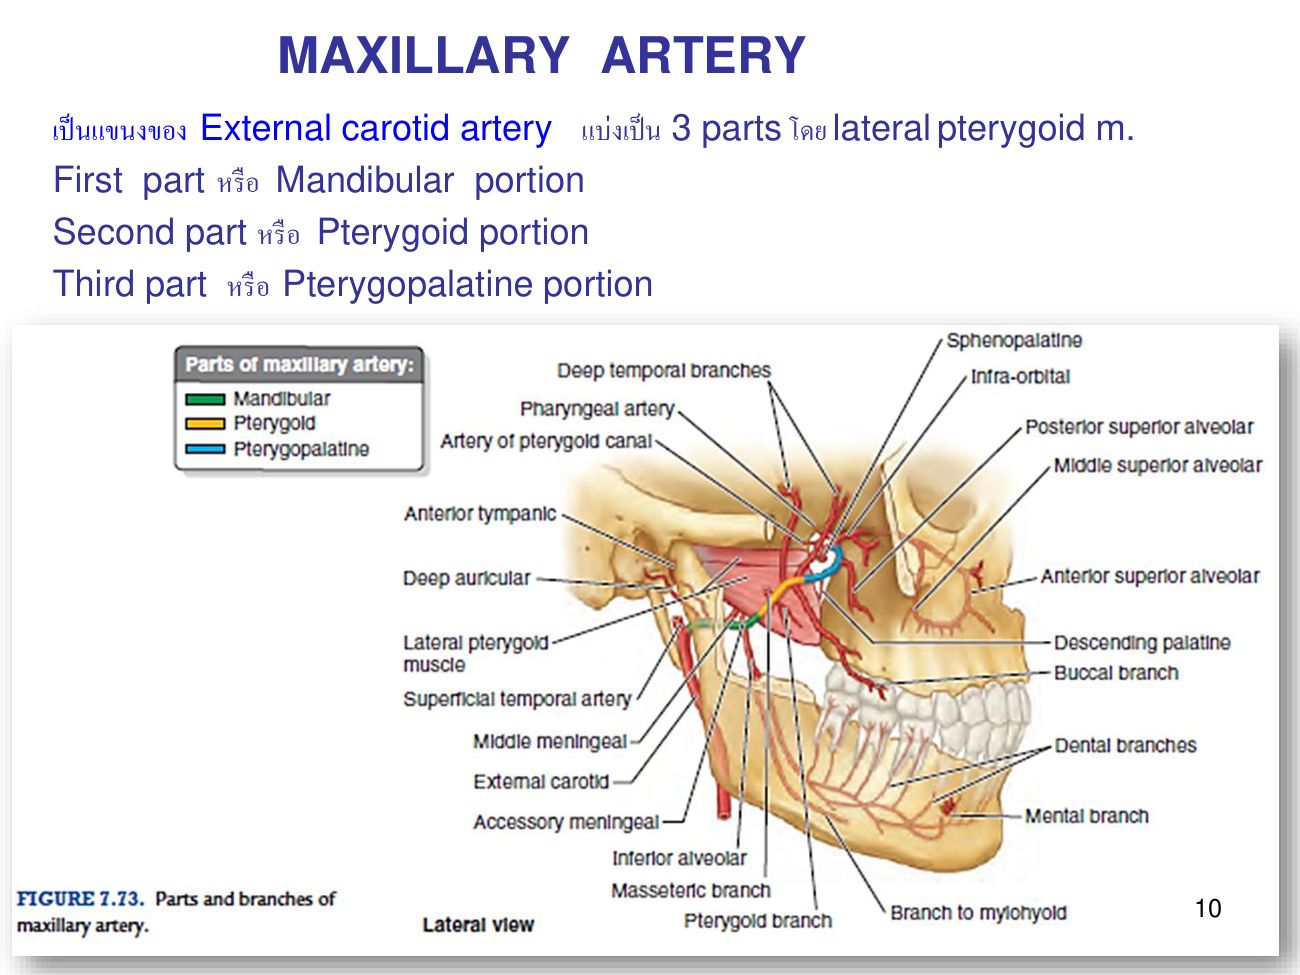 MAXILLARY ARTERY
เป็นแขนงของ External carotid artery แบ่งเป็น 3 parts โดย lateral pterygoid m.
First part หรือ Mandibular portion
Second part หรือ Pterygoid portion
Third part หรือ Pterygopalatine portion
Parts of maxillary artery:
Mandibular
Pterygoid
Pterygopalatine
Sphenopalatine
Deep temporal branches
Infra-orbital
Pharyngeal artery
Posterior superior alveolar
Artery of pterygoid canal
Middle superior alveolar
Anterior tympanic
Deep auricular
Anterior superior alveolar
Lateral pterygoid
muscle
Descending palatine
Buccal branch
Superficial temporal artery
Middle meningeal
Dental branches
External carotid
Accessory meningeal
Mental branch
Inferior alveolar
Masseteric branch
Pterygoid branch
Branch to mylohyoid
FIGURE 7.73. Parts and branches of
maxillary artery.
Lateral view
10